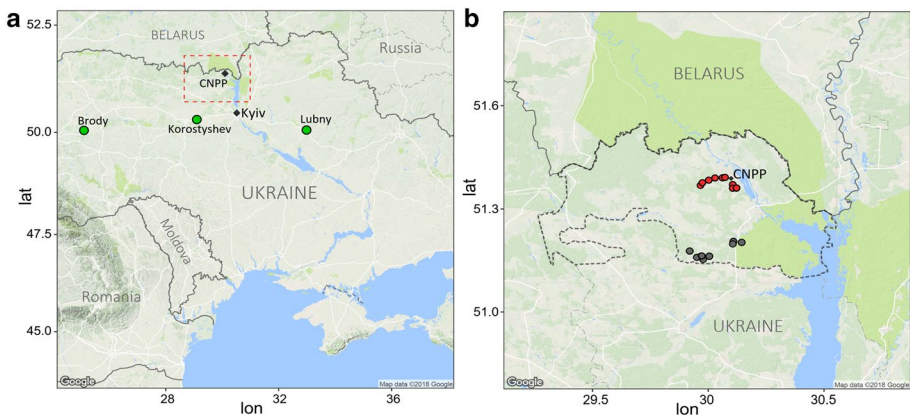 a
52.5
50.0
47.5
45.0
lat
28
32
36
lon
BELARUS
Russia
CNPP
Kyiv
Brody
Korostyshev
Lubny
UKRAINE
Moldova
Romania
Google
Map data ©2018 Google
b
51.6
51.3
51.0
lat
29.5
30.0
30.5
lon
BELARUS
CNPP
UKRAINE
Google
Map data ©2018 Google